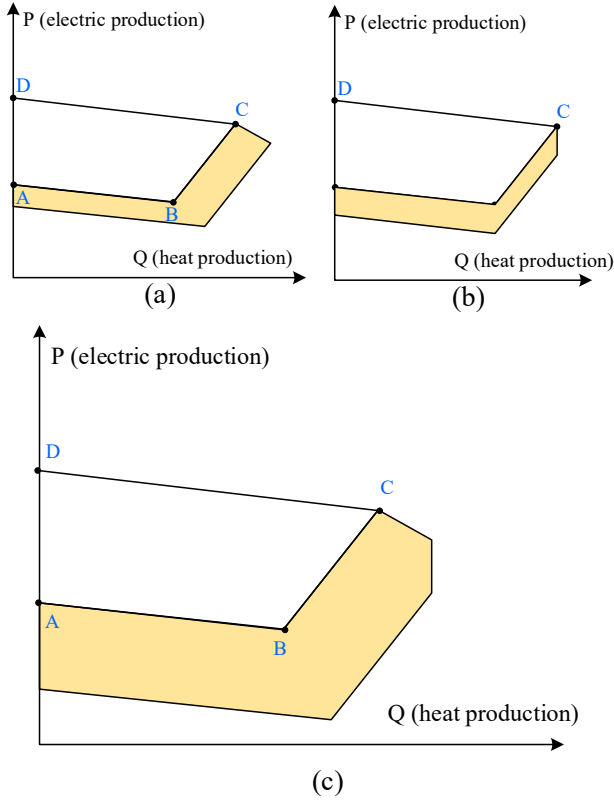 P (electric production)
D
C
A
B
Q (heat production)
(a)
P (electric production)
D
C
Q (heat production)
(b)
P (electric production)
D
C
A
B
Q (heat production)
(c)